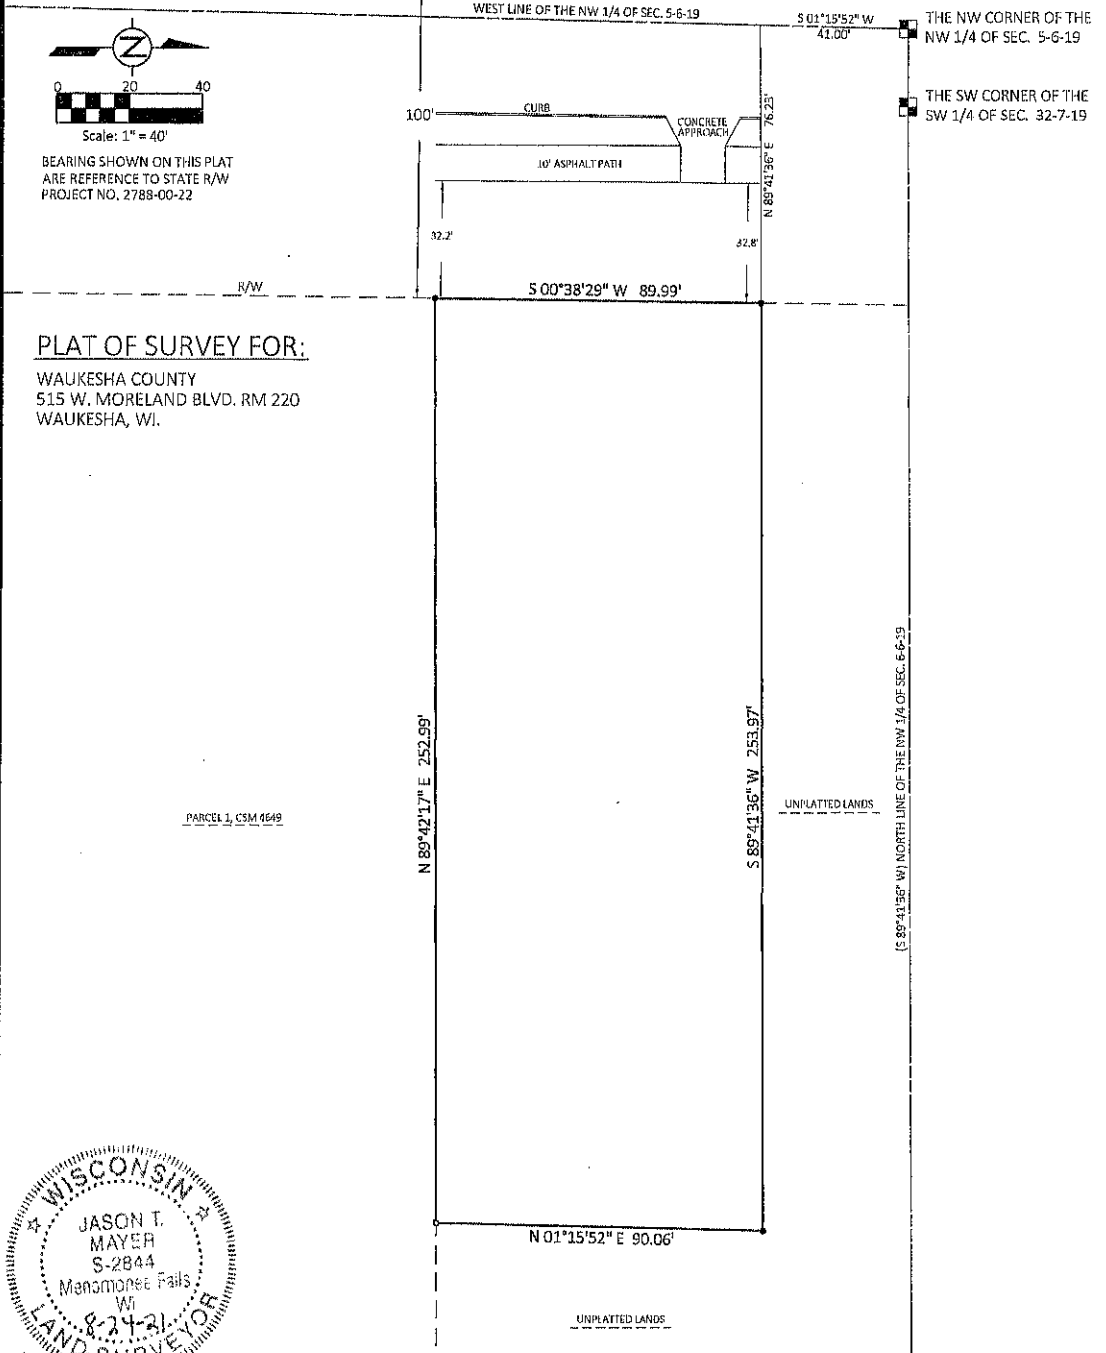 WEST LINE OF THE NW 1/4 OF SEC. 5-6-19
S 01°15'52" W
41.00'
THE NW CORNER OF THE
NW 1/4 OF SEC. 5-6-19
THE SW CORNER OF THE
SW 1/4 OF SEC. 32-7-19
Z
0 20 40
Scale: 1" = 40'
BEARING SHOWN ON THIS PLAT
ARE REFERENCE TO STATE R/W
PROJECT NO. 2788-00-22
100'
CURB
CONCRETE
APPROACH
10' ASPHALT PATH
N 89°41'36" E 76.23'
32.2'
32.8'
R/W
S 00°38'29" W 89.99'
PLAT OF SURVEY FOR:
WAUKESHA COUNTY
515 W. MORELAND BLVD. RM 220
WAUKESHA, WI.
N 89°42'17" E 252.99'
S 89°41'36" W 253.97'
(S 89°41'36" W) NORTH LINE OF THE NW 1/4 OF SEC. 6-6-19
PARCEL 1, CSM 4649
UNPLATTED LANDS
N 01°15'52" E 90.06'
UNPLATTED LANDS
WISCONSIN
JASON T.
MAYER
S-2844
Menomonee Falls
WI
8-24-21
LAND SURVEYOR